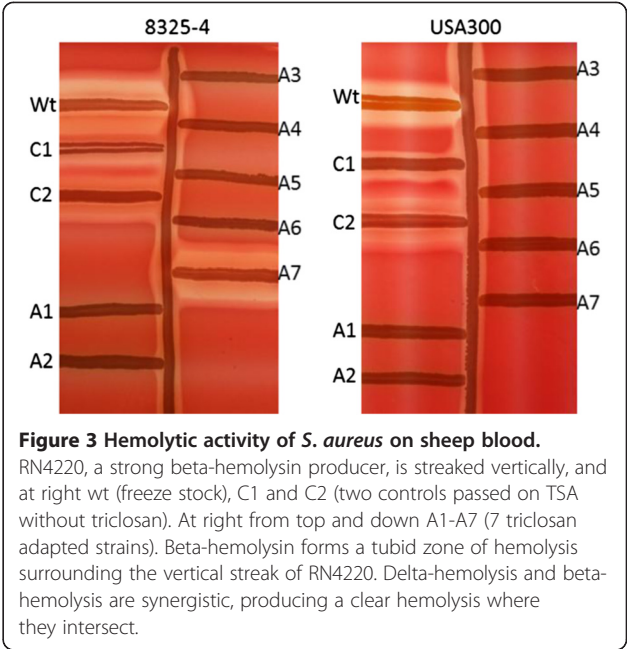 8325-4
USA300
Wt
C1
C2
A1
A2
A3
A4
A5
A6
A7
Wt
C1
C2
A1
A2
A3
A4
A5
A6
A7
Figure 3 Hemolytic activity of S. aureus on sheep blood.
RN4220, a strong beta-hemolysin producer, is streaked vertically, and
at right wt (freeze stock), C1 and C2 (two controls passed on TSA
without triclosan). At right from top and down A1-A7 (7 triclosan
adapted strains). Beta-hemolysin forms a tubid zone of hemolysis
surrounding the vertical streak of RN4220. Delta-hemolysis and beta-
hemolysis are synergistic, producing a clear hemolysis where
they intersect.